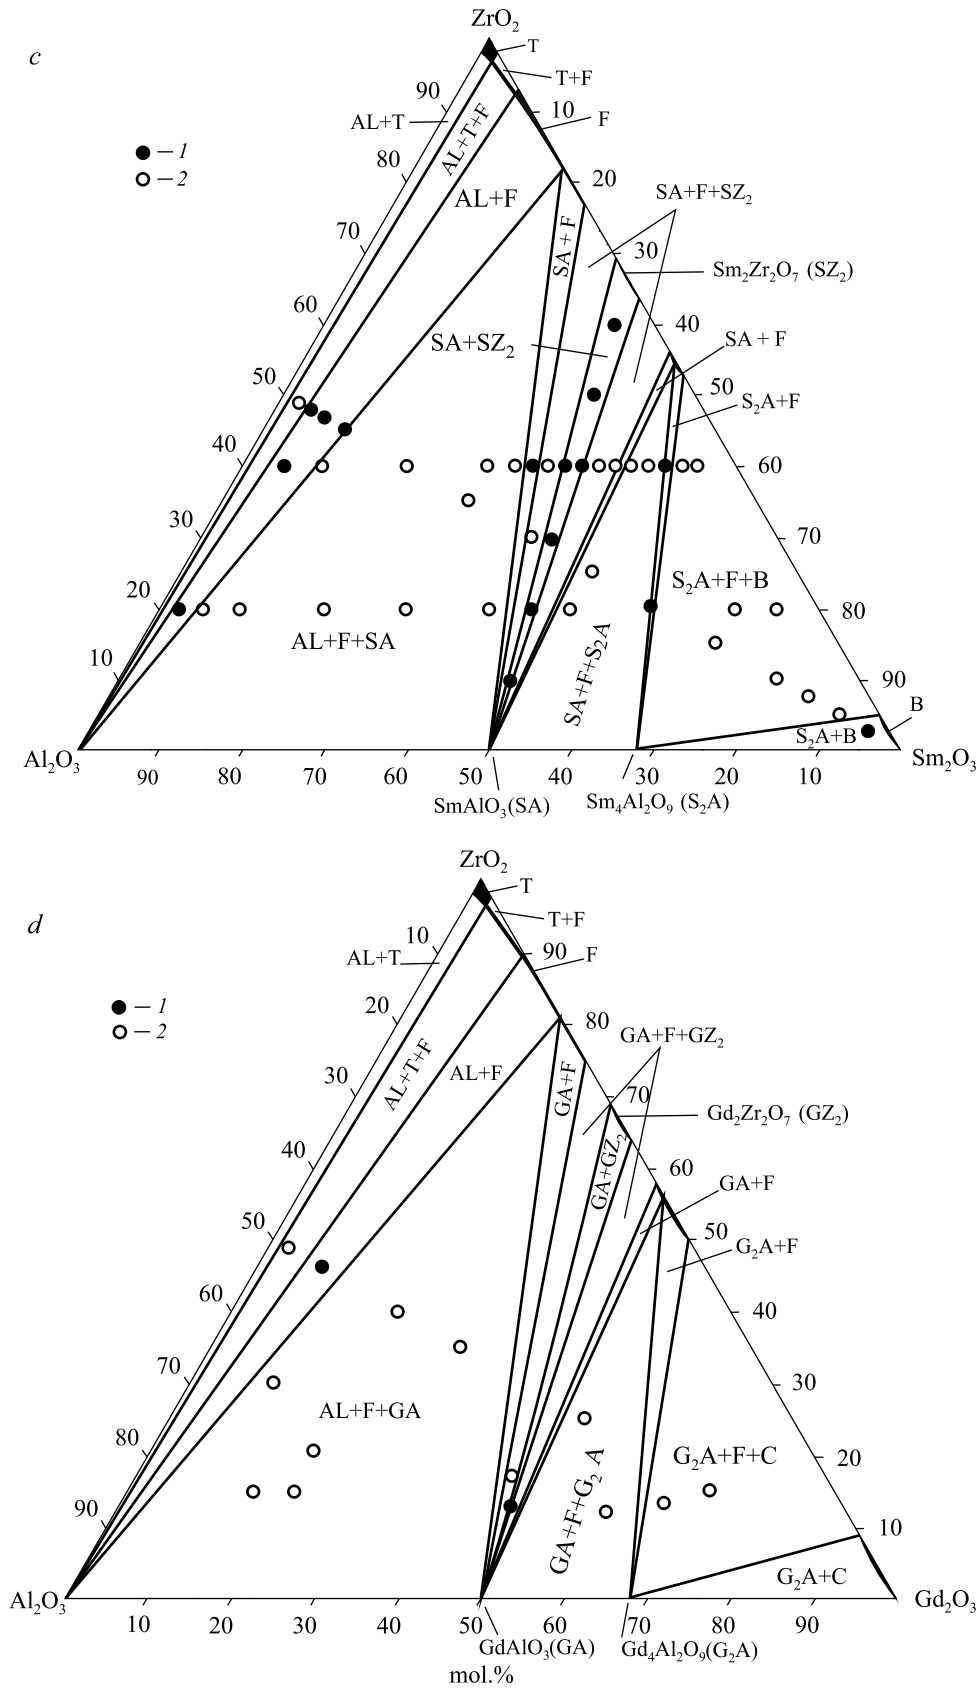 c
ZrO₂
T
T+F
90
10
F
AL+T
AL+T+F
— 1
— 2
80
20
AL+F
SA+F+SZ₂
SA + F
70
30
Sm₂Zr₂O₇ (SZ₂)
60
40
SA+SZ₂
SA + F
50
50
S₂A+F
40
60
30
70
S₂A+F+B
20
80
AL+F+SA
SA+F+S₂A
10
90
B
S₂A+B
Al₂O₃
Sm₂O₃
90
80
70
60
50
40
30
20
10
SmAlO₃(SA)
Sm₄Al₂O₉ (S₂A)
ZrO₂
d
T
T+F
10
90
F
AL+T
— 1
— 2
20
80
GA+F+GZ₂
AL+T+F
AL+F
GA+F
30
70
Gd₂Zr₂O₇ (GZ₂)
GA+GZ₂
40
60
GA+F
50
50
G₂A+F
60
40
70
30
AL+F+GA
80
20
G₂A+F+C
GA+F+G₂ A
90
10
G₂A+C
Al₂O₃
Gd₂O₃
10
20
30
40
50
60
70
80
90
GdAlO₃(GA)
Gd₄Al₂O₉(G₂A)
mol.%